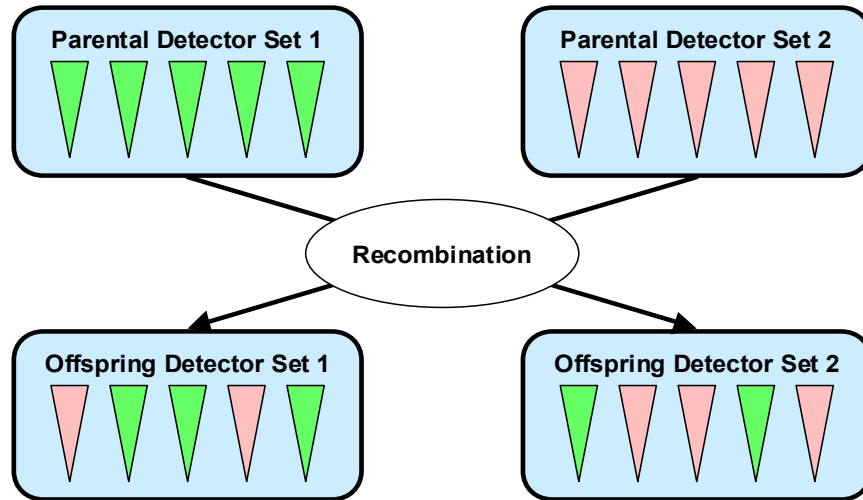 Parental Detector Set 1
Parental Detector Set 2
Recombination
Offspring Detector Set 1
Offspring Detector Set 2